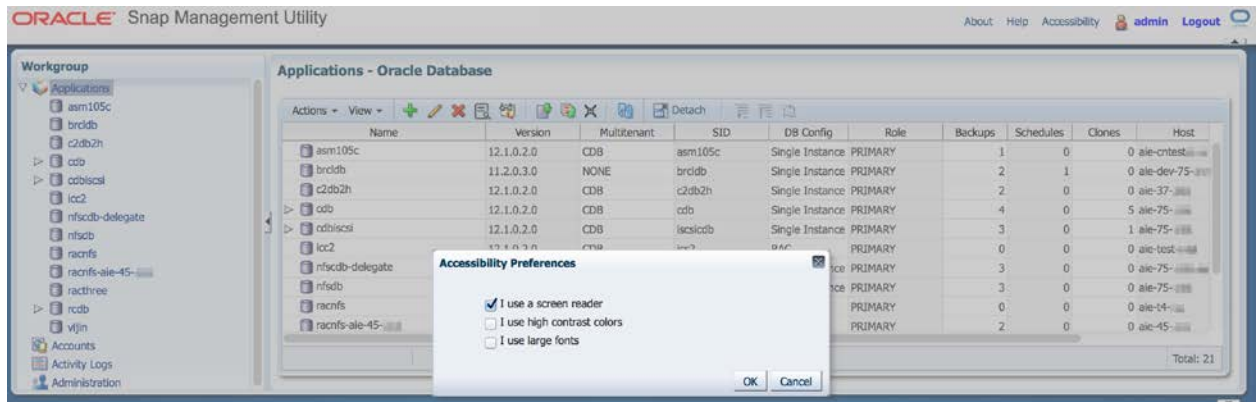 ORACLE Snap Management Utility
About Help Accessibility admin Logout
Workgroup
Applications
asm105c
brcldb
c2db2h
cdb
cdbiscsi
icc2
nfscdb-delegate
nfsdb
racnfs
racnfs-aie-45-
racthree
rcdb
vijin
Accounts
Activity Logs
Administration
Applications - Oracle Database
Actions View Detach
Name Version Multitenant SID DB Config Role Backups Schedules Clones Host
asm105c 12.1.0.2.0 CDB asm105c Single Instance PRIMARY 1 0 0 aie-cntest
brcldb 11.2.0.3.0 NONE brcldb Single Instance PRIMARY 2 1 0 aie-dev-75-
c2db2h 12.1.0.2.0 CDB c2db2h Single Instance PRIMARY 2 0 0 aie-37-
cdb 12.1.0.2.0 CDB cdb Single Instance PRIMARY 4 0 5 aie-75-
cdbiscsi 12.1.0.2.0 CDB iscsicdb Single Instance PRIMARY 3 0 1 aie-75-
icc2 12.1.0.2.0 CDB icc2 RAC PRIMARY 0 0 0 aie-test
nfscdb-delegate PRIMARY 3 0 0 aie-75-
nfsdb PRIMARY 3 0 0 aie-75-
racnfs PRIMARY 0 0 0 aie-t4-
racnfs-aie-45- PRIMARY 2 0 0 aie-45-
Total: 21
Accessibility Preferences
I use a screen reader
I use high contrast colors
I use large fonts
OK Cancel